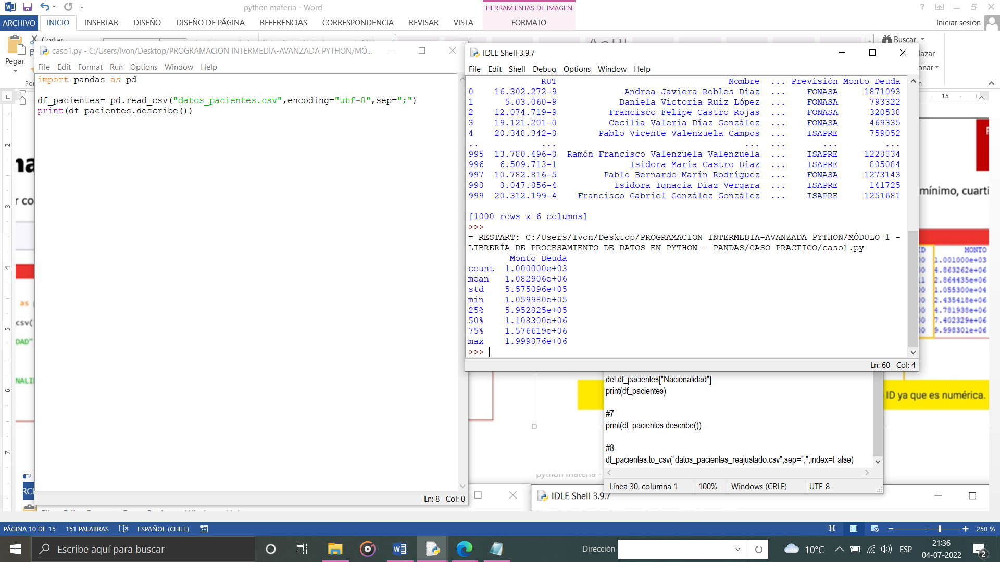 python materia - Word
HERRAMIENTAS DE IMAGEN
ARCHIVO INICIO INSERTAR DISEÑO DISEÑO DE PÁGINA REFERENCIAS CORRESPONDENCIA REVISAR VISTA FORMATO
Iniciar sesión
Cortar
Pegar
Buscar
caso1.py - C:/Users/Ivon/Desktop/PROGRAMACION INTERMEDIA-AVANZADA PYTHON/MÓ...
File Edit Format Run Options Window Help
import pandas as pd
df_pacientes= pd.read_csv("datos_pacientes.csv",encoding="utf-8",sep=";")
print(df_pacientes.describe())
Ln: 8 Col: 0
IDLE Shell 3.9.7
File Edit Shell Debug Options Window Help
RUT Nombre ... Previsión Monto_Deuda
0 16.302.272-9 Andrea Javiera Robles Díaz ... FONASA 1871093
1 5.03.060-9 Daniela Victoria Ruiz López ... FONASA 793322
2 12.074.719-9 Francisco Felipe Castro Rojas ... FONASA 320538
3 19.121.201-0 Cecilia Valeria Díaz González ... FONASA 469335
4 20.348.342-8 Pablo Vicente Valenzuela Campos ... ISAPRE 759052
.. ... ... ... ... ...
995 13.780.496-8 Ramón Francisco Valenzuela Valenzuela ... ISAPRE 1228834
996 6.509.713-1 Isidora María Castro Díaz ... ISAPRE 805084
997 10.782.816-5 Pablo Bernardo Marín Rodríguez ... FONASA 1273143
998 8.047.856-4 Isidora Ignacia Díaz Vergara ... ISAPRE 141725
999 20.312.199-4 Francisco Gabriel González González ... ISAPRE 1251681
[1000 rows x 6 columns]
>>>
= RESTART: C:/Users/Ivon/Desktop/PROGRAMACION INTERMEDIA-AVANZADA PYTHON/MÓDULO 1 -
LIBRERÍA DE PROCESAMIENTO DE DATOS EN PYTHON - PANDAS/CASO PRACTICO/caso1.py
Monto_Deuda
count 1.000000e+03
mean 1.082906e+06
std 5.575096e+05
min 1.059980e+05
25% 5.952825e+05
50% 1.108300e+06
75% 1.576619e+06
max 1.999876e+06
>>>
Ln: 60 Col: 4
15
mínimo, cuarti
MONTO
1.001000e+03
4.863262e+06
2.864435e+06
1.055300e+04
2.435418e+06
4.781938e+06
7.402329e+06
9.998301e+06
ID ya que es numérica.
2
3
4
5
6
7
as
csv(
DAD"
del df_pacientes["Nacionalidad"]
print(df_pacientes)
#7
print(df_pacientes.describe())
#8
df_pacientes.to_csv("datos_pacientes_reajustado.csv",sep=";",index=False)
Línea 30, columna 1 100% Windows (CRLF) UTF-8
python materia -
IDLE Shell 3.9.7
PÁGINA 10 DE 15 151 PALABRAS ESPAÑOL (CHILE) 250 %
Escribe aquí para buscar
Dirección
10°C
ESP
21:36
04-07-2022
2